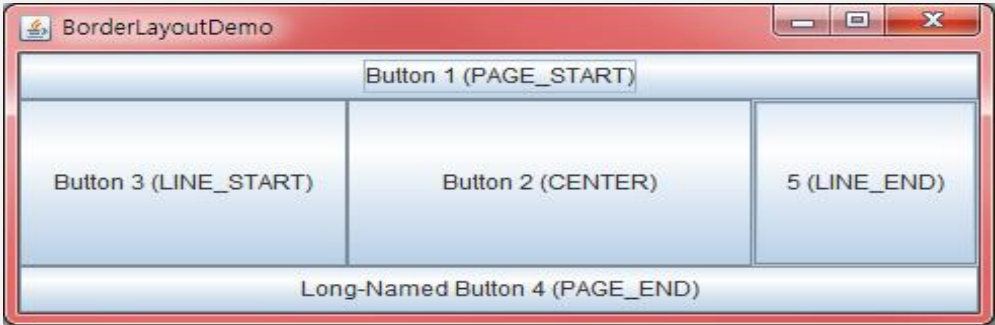 BorderLayoutDemo
Button 1 (PAGE_START)
Button 3 (LINE_START)
Button 2 (CENTER)
5 (LINE_END)
Long-Named Button 4 (PAGE_END)